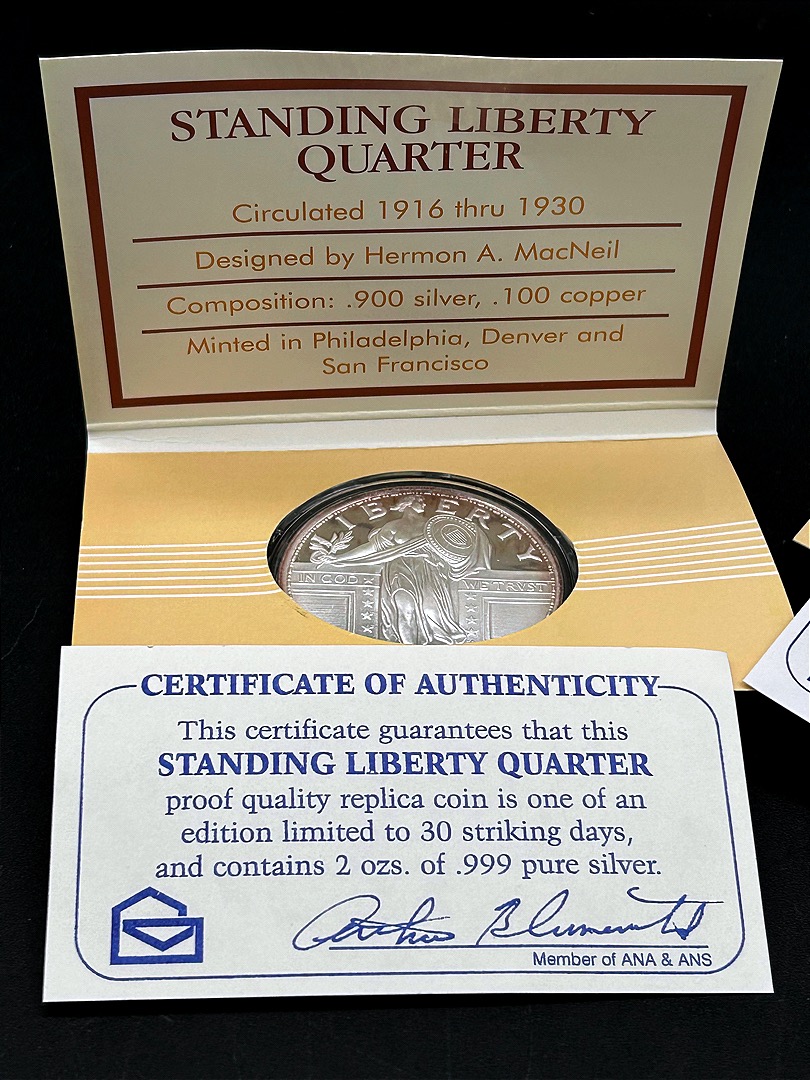 STANDING LIBERTY
QUARTER
Circulated 1916 thru 1930
Designed by Hermon A. MacNeil
Composition: .900 silver, .100 copper
Minted in Philadelphia, Denver and
San Francisco
LIBERTY
IN GOD WE TRVST
CERTIFICATE OF AUTHENTICITY
This certificate guarantees that this
STANDING LIBERTY QUARTER
proof quality replica coin is one of an
edition limited to 30 striking days,
and contains 2 ozs. of .999 pure silver.
Member of ANA & ANS